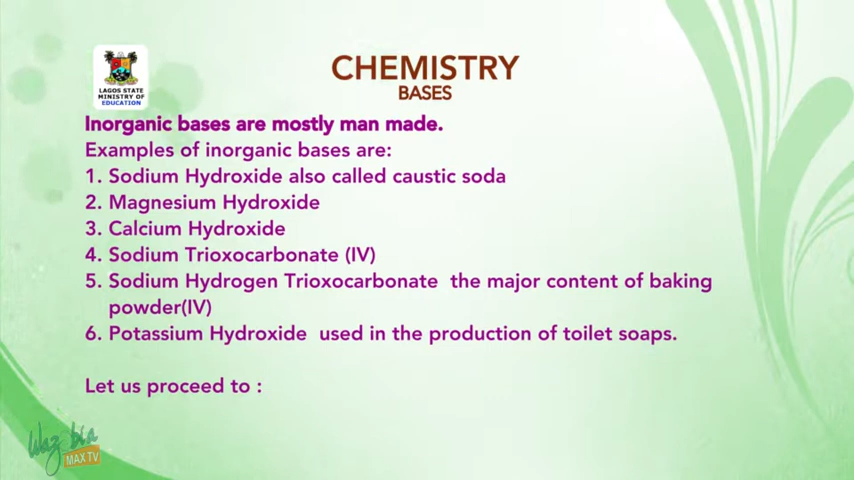 LAGOS STATE
MINISTRY OF
EDUCATION
CHEMISTRY
BASES
Inorganic bases are mostly man made.
Examples of inorganic bases are:
1. Sodium Hydroxide also called caustic soda
2. Magnesium Hydroxide
3. Calcium Hydroxide
4. Sodium Trioxocarbonate (IV)
5. Sodium Hydrogen Trioxocarbonate  the major content of baking
powder(IV)
6. Potassium Hydroxide  used in the production of toilet soaps.
Let us proceed to :
Wazobia
MAX TV